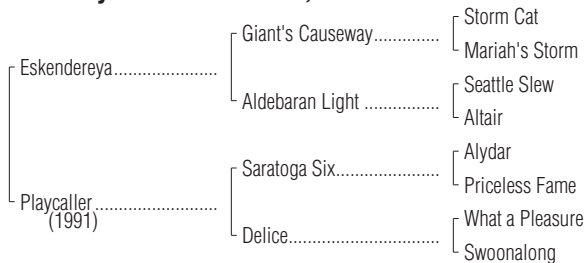 Storm Cat
Giant's Causeway...............
Mariah's Storm
Eskendereya.....................
Seattle Slew
Aldebaran Light ..............
Altair
Alydar
Saratoga Six.....................
Priceless Fame
Playcaller.........................
(1991)
What a Pleasure
Delice..............................
Swoonalong